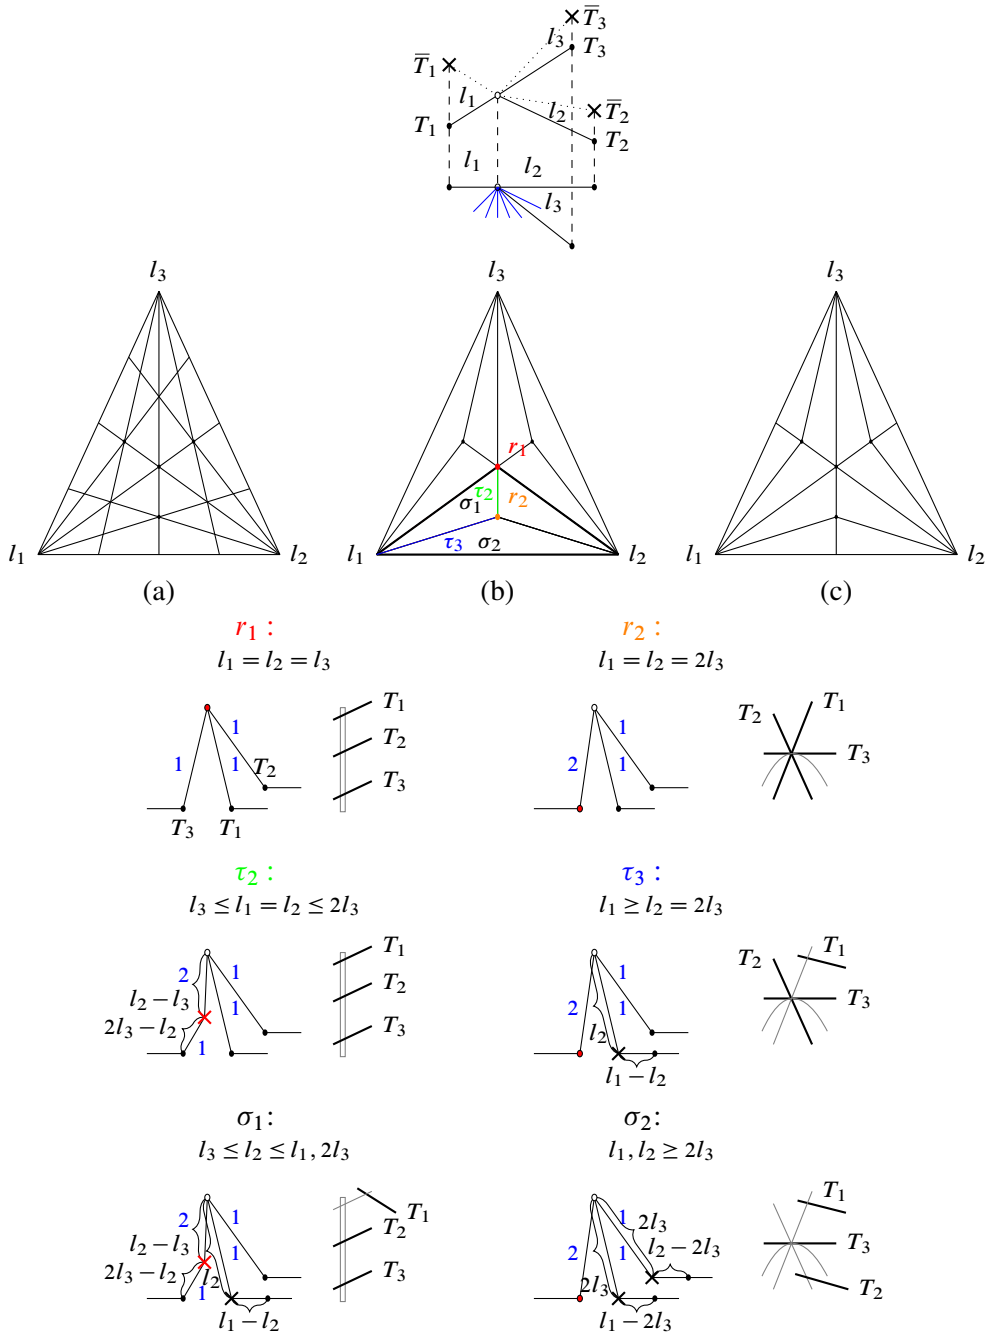 T̅₃
l₃ T₃
T̅₁
l₁
l₂ T̅₂
T₁ T₂
l₁ l₂
l₃
l₃ l₃ l₃
r₁
τ₂ r₂
σ₁
l₁ l₂ l₁ τ₃ σ₂ l₂ l₁ l₂
(a) (b) (c)
r₁ : r₂ :
l₁ = l₂ = l₃ l₁ = l₂ = 2l₃
1 T₁ T₂ T₁
1 1 T₂ T₂ 2 1 T₃
T₃
T₃ T₁
τ₂ : τ₃ :
l₃ ≤ l₁ = l₂ ≤ 2l₃ l₁ ≥ l₂ = 2l₃
2 1 T₁ 1 T₂ T₁
l₂ − l₃ 1 T₂ 2 1 T₃
2l₃ − l₂ T₃ l₂
1 l₁ − l₂
σ₁: σ₂:
l₃ ≤ l₂ ≤ l₁, 2l₃ l₁, l₂ ≥ 2l₃
2 1 T₁ 1 2l₃ T₁
l₂ − l₃ 1 T₂ 2 1 l₂ − 2l₃ T₃
2l₃ − l₂ l₂ T₃ 2l₃ T₂
1
l₁ − l₂ l₁ − 2l₃